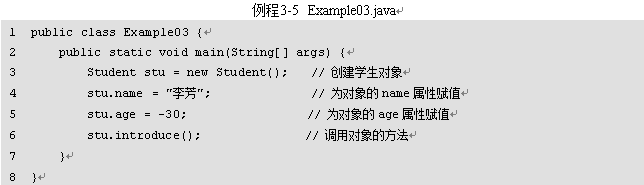 例程3-5 Example03.java↵
1 public class Example03 {↵
2 public static void main(String[] args) {↵
3 Student stu = new Student(); // 创建学生对象↵
4 stu.name = "李芳"; // 为对象的 name 属性赋值↵
5 stu.age = -30; // 为对象的 age 属性赋值↵
6 stu.introduce(); // 调用对象的方法↵
7 }↵
8 }↵